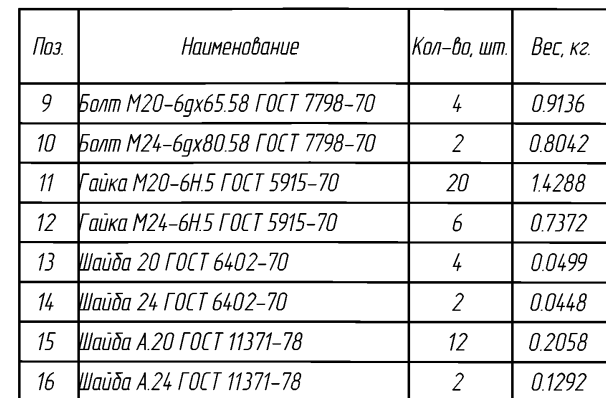 Поз. Наименование Кол-во, шт. Вес, кг.
9 Болт М20-6gx65.58 ГОСТ 7798-70 4 0.9136
10 Болт М24-6gx80.58 ГОСТ 7798-70 2 0.8042
11 Гайка М20-6Н.5 ГОСТ 5915-70 20 1.4288
12 Гайка М24-6Н.5 ГОСТ 5915-70 6 0.7372
13 Шайба 20 ГОСТ 6402-70 4 0.0499
14 Шайба 24 ГОСТ 6402-70 2 0.0448
15 Шайба А.20 ГОСТ 11371-78 12 0.2058
16 Шайба А.24 ГОСТ 11371-78 2 0.1292